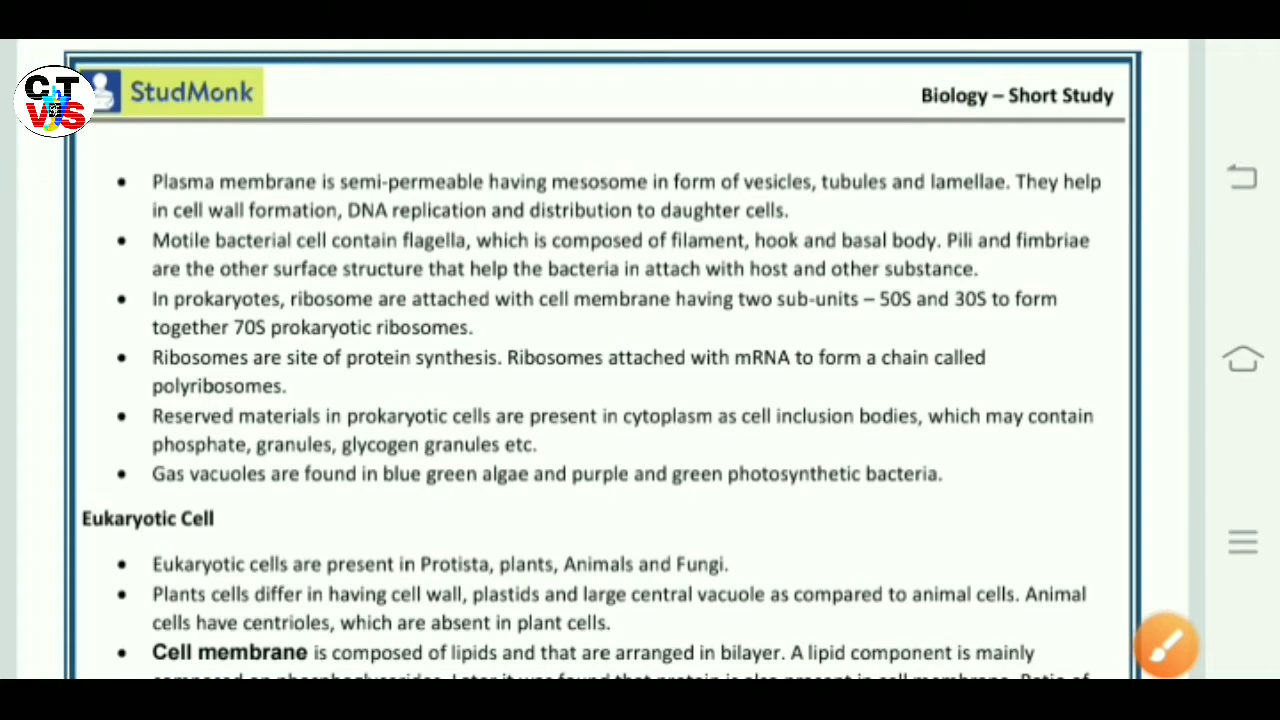 CT
VJS
StudMonk
Biology – Short Study
• Plasma membrane is semi-permeable having mesosome in form of vesicles, tubules and lamellae. They help
in cell wall formation, DNA replication and distribution to daughter cells.
• Motile bacterial cell contain flagella, which is composed of filament, hook and basal body. Pili and fimbriae
are the other surface structure that help the bacteria in attach with host and other substance.
• In prokaryotes, ribosome are attached with cell membrane having two sub-units – 50S and 30S to form
together 70S prokaryotic ribosomes.
• Ribosomes are site of protein synthesis. Ribosomes attached with mRNA to form a chain called
polyribosomes.
• Reserved materials in prokaryotic cells are present in cytoplasm as cell inclusion bodies, which may contain
phosphate, granules, glycogen granules etc.
• Gas vacuoles are found in blue green algae and purple and green photosynthetic bacteria.
Eukaryotic Cell
• Eukaryotic cells are present in Protista, plants, Animals and Fungi.
• Plants cells differ in having cell wall, plastids and large central vacuole as compared to animal cells. Animal
cells have centrioles, which are absent in plant cells.
• Cell membrane is composed of lipids and that are arranged in bilayer. A lipid component is mainly